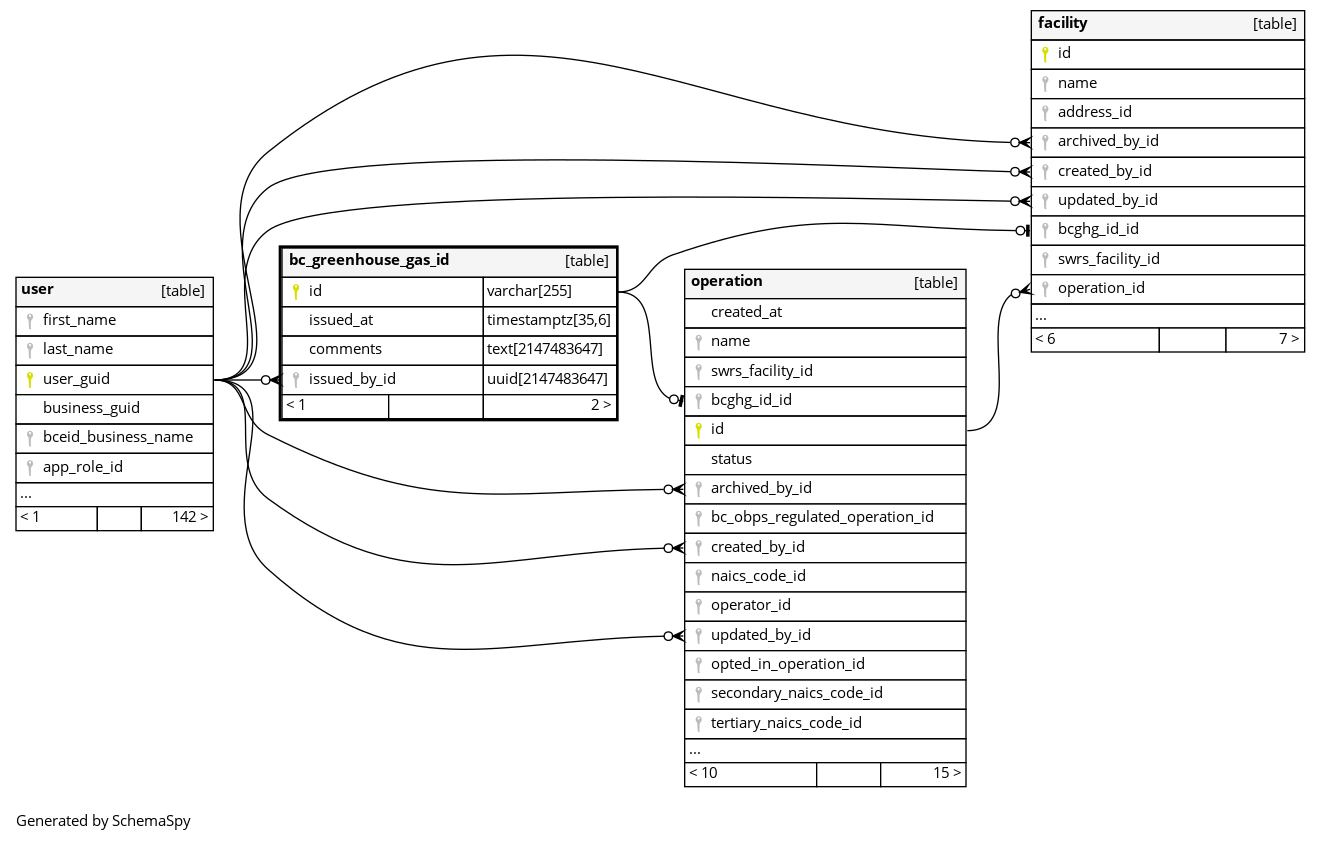 user [table]
first_name
last_name
user_guid
business_guid
bceid_business_name
app_role_id
...
< 1 142 >
bc_greenhouse_gas_id [table]
id varchar[255]
issued_at timestamptz[35,6]
comments text[2147483647]
issued_by_id uuid[2147483647]
< 1 2 >
operation [table]
created_at
name
swrs_facility_id
bcghg_id_id
id
status
archived_by_id
bc_obps_regulated_operation_id
created_by_id
naics_code_id
operator_id
updated_by_id
opted_in_operation_id
secondary_naics_code_id
tertiary_naics_code_id
...
< 10 15 >
facility [table]
id
name
address_id
archived_by_id
created_by_id
updated_by_id
bcghg_id_id
swrs_facility_id
operation_id
...
< 6 7 >
Generated by SchemaSpy